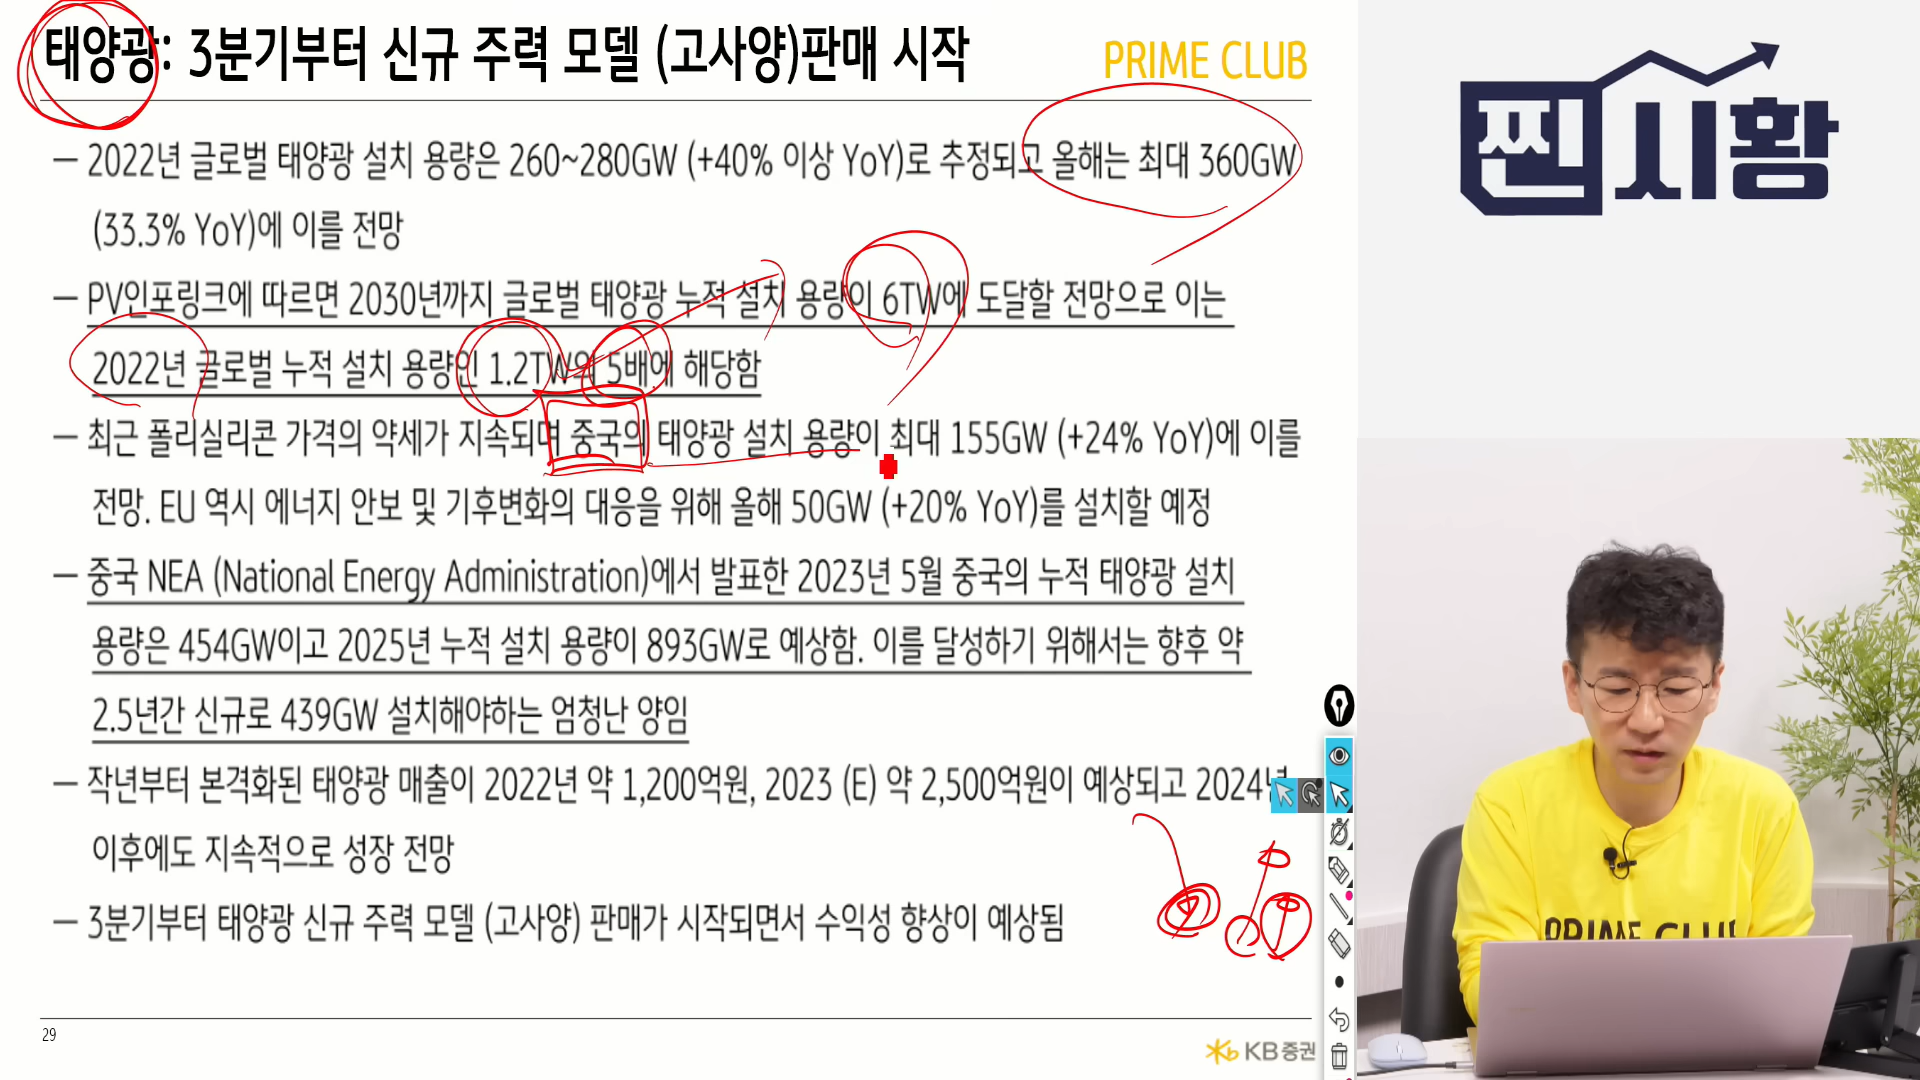 태양광: 3분기부터 신규 주력 모델 (고사양)판매 시작
PRIME CLUB
– 2022년 글로벌 태양광 설치 용량은 260~280GW (+40% 이상 YoY)로 추정되고 올해는 최대 360GW
(33.3% YoY)에 이를 전망
– PV인포링크에 따르면 2030년까지 글로벌 태양광 누적 설치 용량이 6TW에 도달할 전망으로 이는
2022년 글로벌 누적 설치 용량인 1.2TW의 5배에 해당함
– 최근 폴리실리콘 가격의 약세가 지속되며 중국의 태양광 설치 용량이 최대 155GW (+24% YoY)에 이를
전망. EU 역시 에너지 안보 및 기후변화의 대응을 위해 올해 50GW (+20% YoY)를 설치할 예정
– 중국 NEA (National Energy Administration)에서 발표한 2023년 5월 중국의 누적 태양광 설치
용량은 454GW이고 2025년 누적 설치 용량이 893GW로 예상함. 이를 달성하기 위해서는 향후 약
2.5년간 신규로 439GW 설치해야하는 엄청난 양임
– 작년부터 본격화된 태양광 매출이 2022년 약 1,200억원, 2023 (E) 약 2,500억원이 예상되고 2024년
이후에도 지속적으로 성장 전망
– 3분기부터 태양광 신규 주력 모델 (고사양) 판매가 시작되면서 수익성 향상이 예상됨
29
KB증권
찐시황
PRIME CLUB